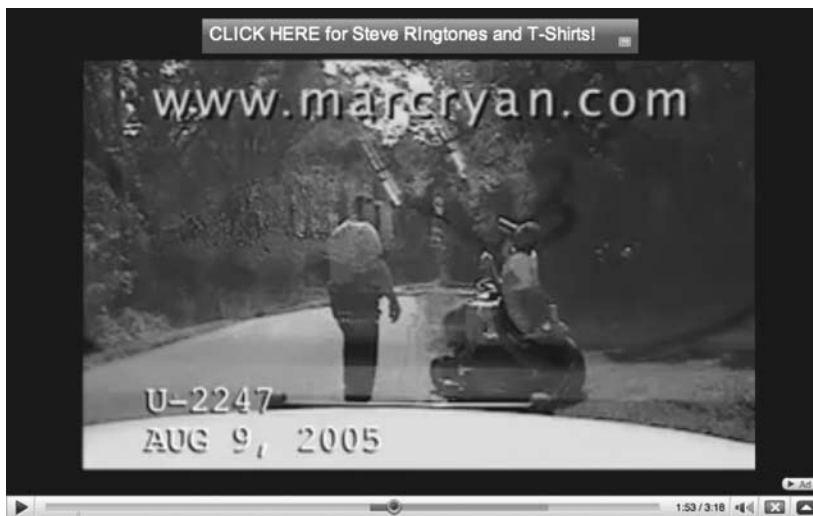 CLICK HERE for Steve RIngtones and T-Shirts!
www.marcryan.com
U-2247
AUG 9, 2005
Ad
1:53 / 3:18